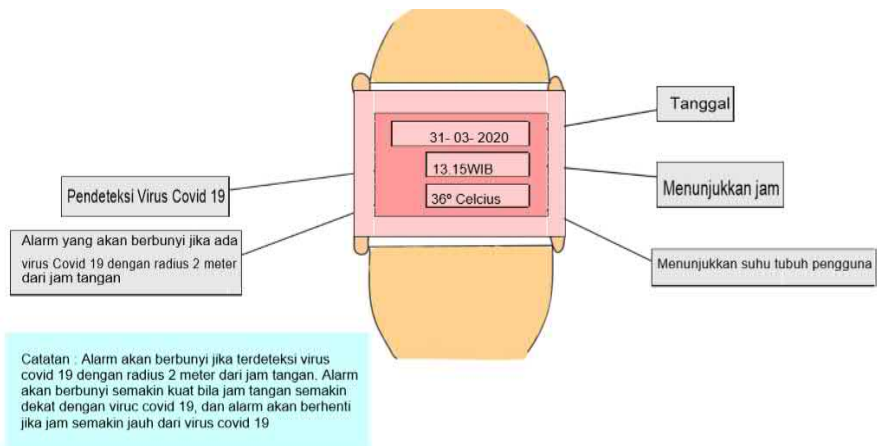 Tanggal
31- 03- 2020
13.15WIB
36º Celcius
Pendeteksi Virus Covid 19
Menunjukkan jam
Alarm yang akan berbunyi jika ada
virus Covid 19 dengan radius 2 meter
dari jam tangan
Menunjukkan suhu tubuh pengguna
Catatan : Alarm akan berbunyi jika terdeteksi virus
covid 19 dengan radius 2 meter dari jam tangan. Alarm
akan berbunyi semakin kuat bila jam tangan semakin
dekat dengan viruc covid 19, dan alarm akan berhenti
jika jam semakin jauh dari virus covid 19